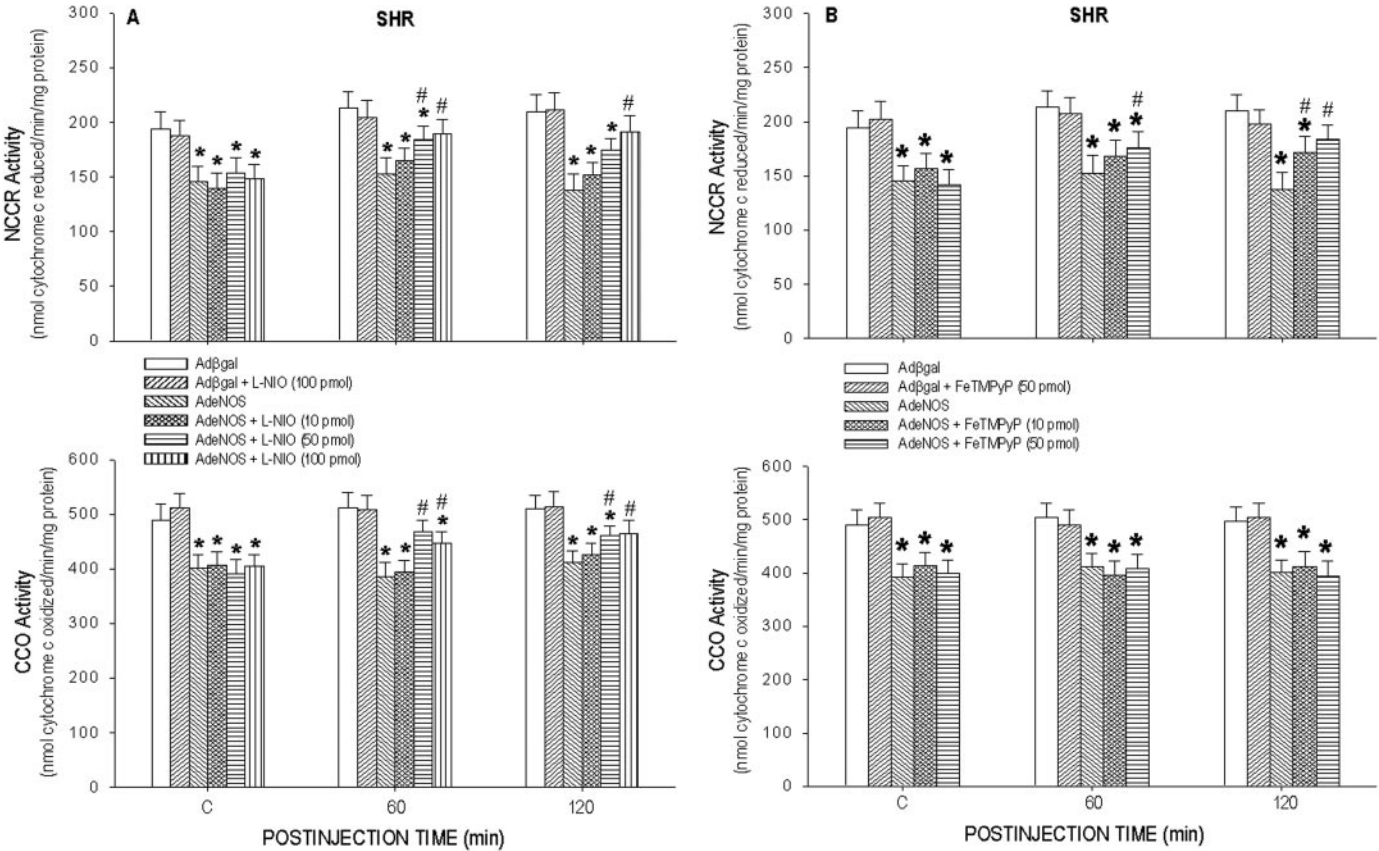 A
SHR
300
250
200
150
100
50
0
NCCR Activity
(nmol cytochrome c reduced/min/mg protein)
# #
#
* * * *
* * *
* * *
Adβgal
Adβgal + L-NIO (100 pmol)
AdeNOS
AdeNOS + L-NIO (10 pmol)
AdeNOS + L-NIO (50 pmol)
AdeNOS + L-NIO (100 pmol)
600
500
400
300
200
100
0
CCO Activity
(nmol cytochrome c oxidized/min/mg protein)
# #
# #
* * * *
* * *
* * *
C
60
120
POSTINJECTION TIME (min)
B
SHR
300
250
200
150
100
50
0
NCCR Activity
(nmol cytochrome c reduced/min/mg protein)
#
# #
* * *
* * *
* *
Adβgal
Adβgal + FeTMPyP (50 pmol)
AdeNOS
AdeNOS + FeTMPyP (10 pmol)
AdeNOS + FeTMPyP (50 pmol)
600
500
400
300
200
100
0
CCO Activity
(nmol cytochrome c oxidized/min/mg protein)
* * *
* * *
* * *
C
60
120
POSTINJECTION TIME (min)